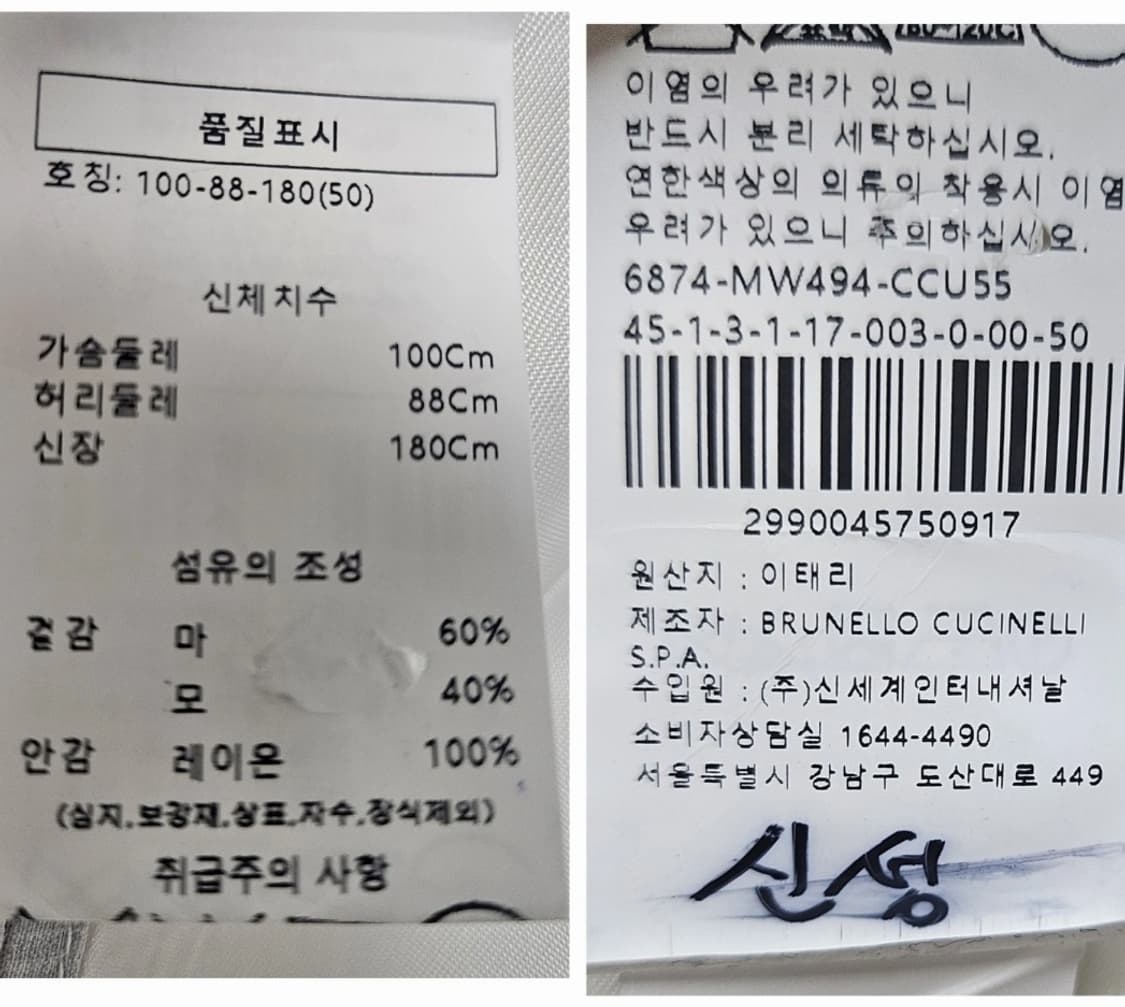 품질표시
호칭: 100-88-180(50)
신체치수
가슴둘레 100Cm
허리둘레 88Cm
신장 180Cm
섬유의 조성
겉감 마 60%
모 40%
안감 레이온 100%
(심지,보강재,상표,자수,장식제외)
취급주의 사항
이염의 우려가 있으니
반드시 분리 세탁하십시오.
연한색상의 의류와 착용시 이염
우려가 있으니 주의하십시오.
6874-MW494-CCU55
45-1-3-1-17-003-0-00-50
2990045750917
원산지 : 이태리
제조자 : BRUNELLO CUCINELLI
S.P.A.
수입원 : (주)신세계인터내셔날
소비자상담실 1644-4490
서울특별시 강남구 도산대로 449
신성